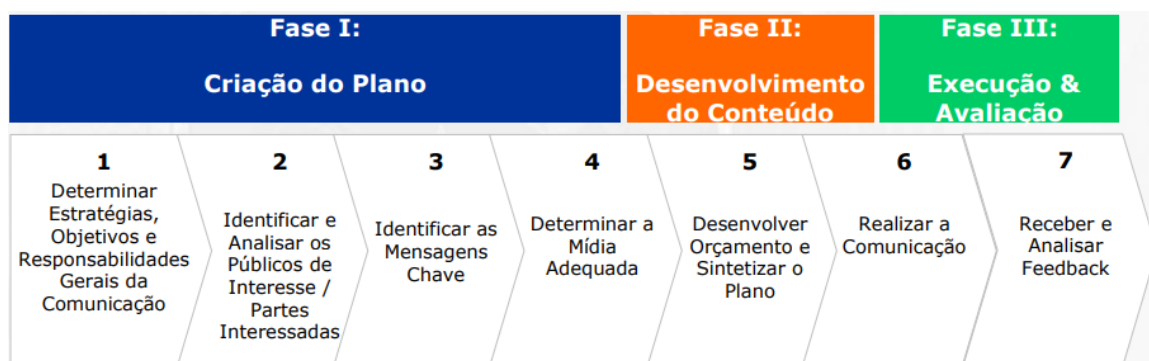 Fase I:
Criação do Plano
Fase II:
Desenvolvimento
do Conteúdo
Fase III:
Execução &
Avaliação
1
Determinar
Estratégias,
Objetivos e
Responsabilidades
Gerais da
Comunicação
2
Identificar e
Analisar os
Públicos de
Interesse /
Partes
Interessadas
3
Identificar as
Mensagens
Chave
4
Determinar a
Mídia
Adequada
5
Desenvolver
Orçamento e
Sintetizar o
Plano
6
Realizar a
Comunicação
7
Receber e
Analisar
Feedback